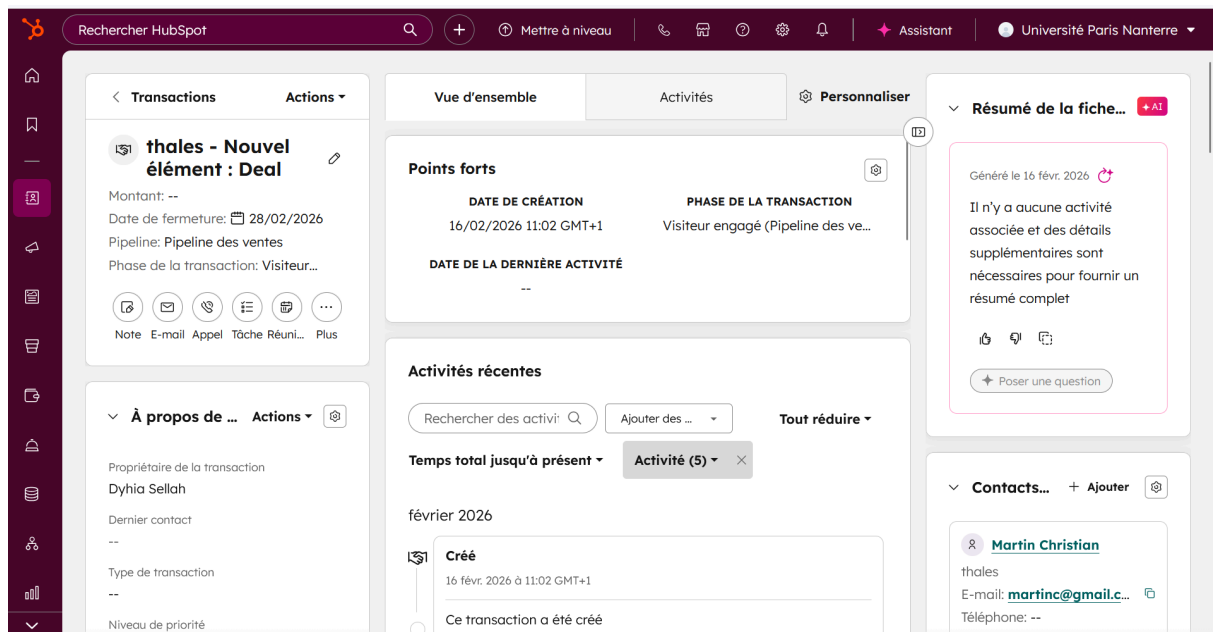 Rechercher HubSpot
Mettre à niveau
Assistant
Université Paris Nanterre
Transactions
Actions
thales - Nouvel
élément : Deal
Montant: --
Date de fermeture: 28/02/2026
Pipeline: Pipeline des ventes
Phase de la transaction: Visiteur...
Note E-mail Appel Tâche Réuni... Plus
À propos de ... Actions
Propriétaire de la transaction
Dyhia Sellah
Dernier contact
--
Type de transaction
--
Niveau de priorité
Vue d'ensemble
Activités
Personnaliser
Points forts
DATE DE CRÉATION
16/02/2026 11:02 GMT+1
PHASE DE LA TRANSACTION
Visiteur engagé (Pipeline des ve...
DATE DE LA DERNIÈRE ACTIVITÉ
--
Activités récentes
Rechercher des activi
Ajouter des ...
Tout réduire
Temps total jusqu'à présent
Activité (5)
février 2026
Créé
16 févr. 2026 à 11:02 GMT+1
Ce transaction a été créé
Résumé de la fiche...
AI
Généré le 16 févr. 2026
Il n'y a aucune activité
associée et des détails
supplémentaires sont
nécessaires pour fournir un
résumé complet
Poser une question
Contacts...
+ Ajouter
Martin Christian
thales
E-mail: martinc@gmail.c...
Téléphone: --